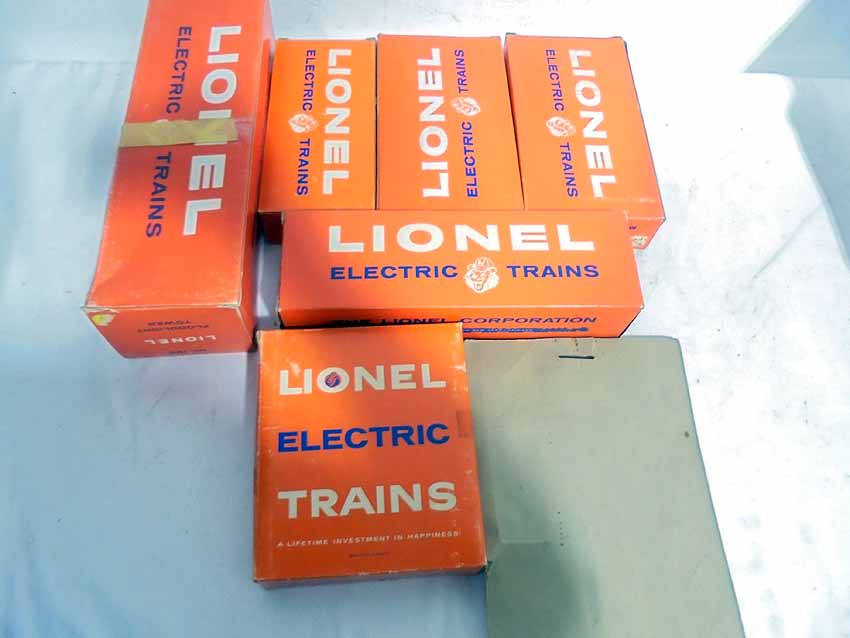 LIONEL
ELECTRIC TRAINS
FLOODLIGHT
TOWER
LIONEL
LIONEL
ELECTRIC TRAINS
LIONEL
ELECTRIC TRAINS
LIONEL
ELECTRIC TRAINS
LIONEL
ELECTRIC TRAINS
THE LIONEL CORPORATION
LIONEL
ELECTRIC
TRAINS
A LIFETIME INVESTMENT IN HAPPINESS